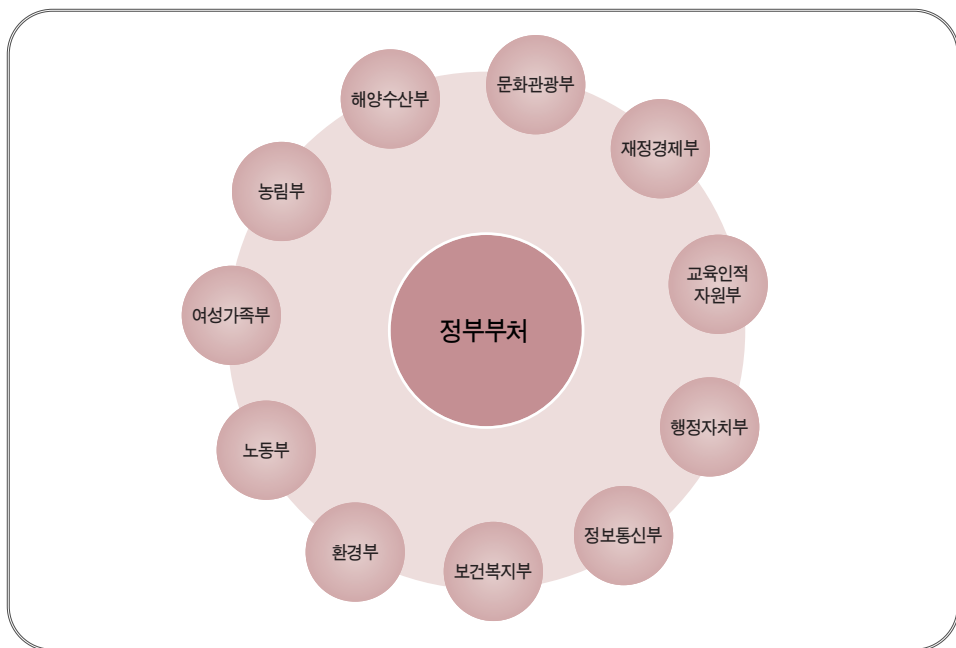 문화관광부
해양수산부
재정경제부
농림부
교육인적
자원부
여성가족부
정부부처
행정자치부
노동부
정보통신부
환경부
보건복지부